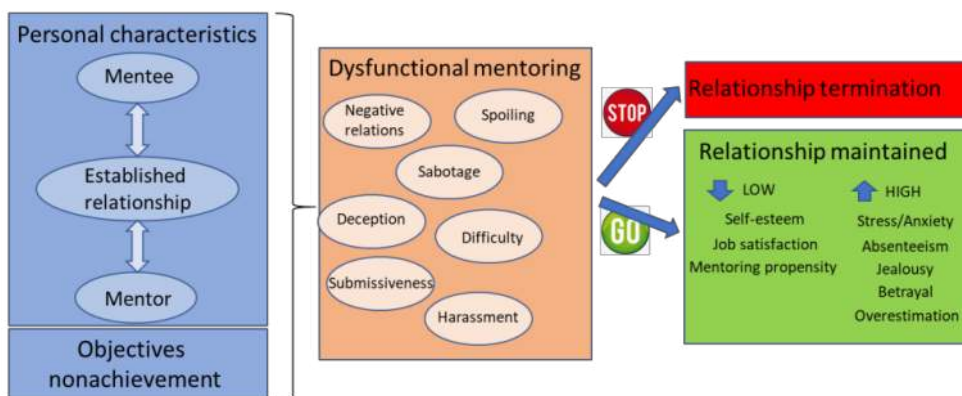 Personal characteristics
Mentee
Established
relationship
Mentor
Objectives
nonachievement
Dysfunctional mentoring
Negative
relations
Spoiling
Sabotage
Deception
Difficulty
Submissiveness
Harassment
STOP
GO
Relationship termination
Relationship maintained
LOW
Self-esteem
Job satisfaction
Mentoring propensity
HIGH
Stress/Anxiety
Absenteeism
Jealousy
Betrayal
Overestimation